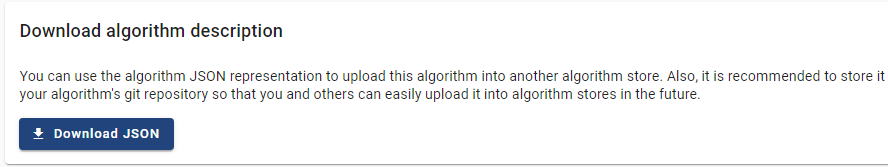 Download algorithm description
You can use the algorithm JSON representation to upload this algorithm into another algorithm store. Also, it is recommended to store it
your algorithm's git repository so that you and others can easily upload it into algorithm stores in the future.
Download JSON